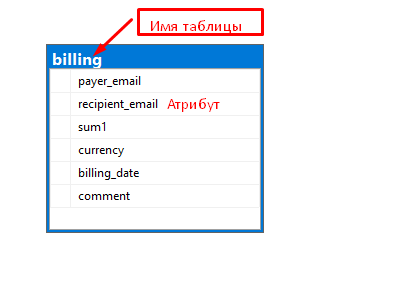 Имя таблицы
billing
payer_email
recipient_email Атрибут
sum1
currency
billing_date
comment